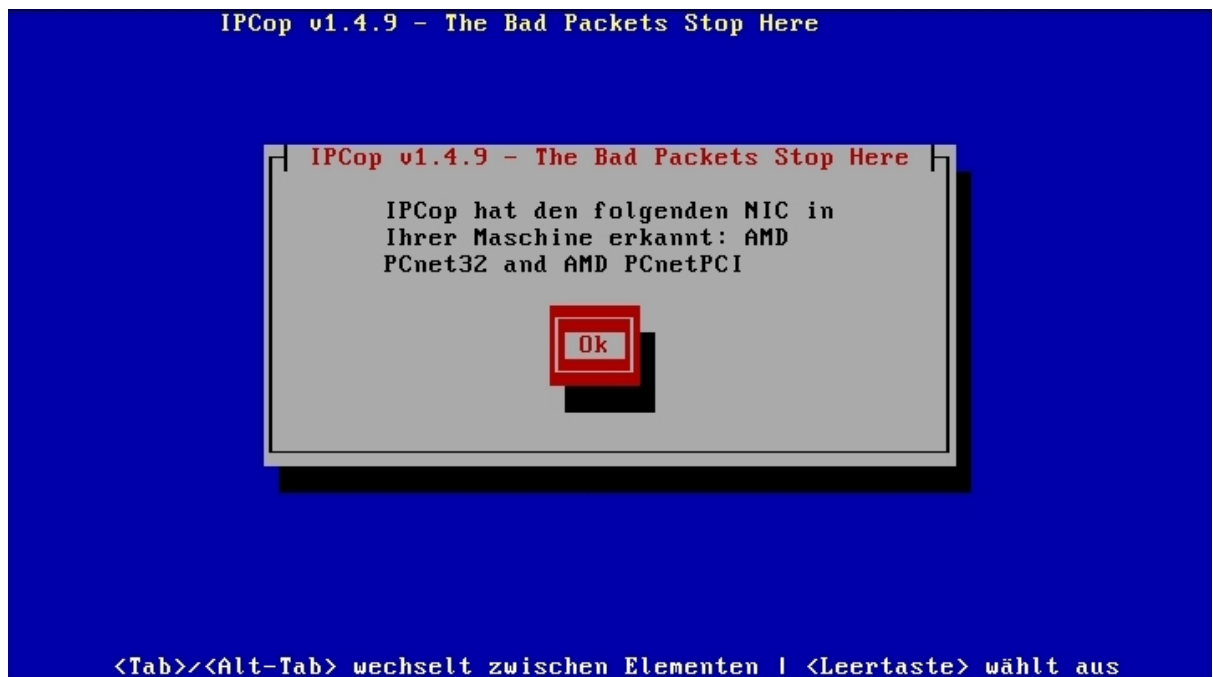 IPCop v1.4.9 - The Bad Packets Stop Here
IPCop v1.4.9 - The Bad Packets Stop Here
IPCop hat den folgenden NIC in
Ihrer Maschine erkannt: AMD
PCnet32 and AMD PCnetPCI
Ok
<Tab>/<Alt-Tab> wechselt zwischen Elementen | <Leertaste> wählt aus